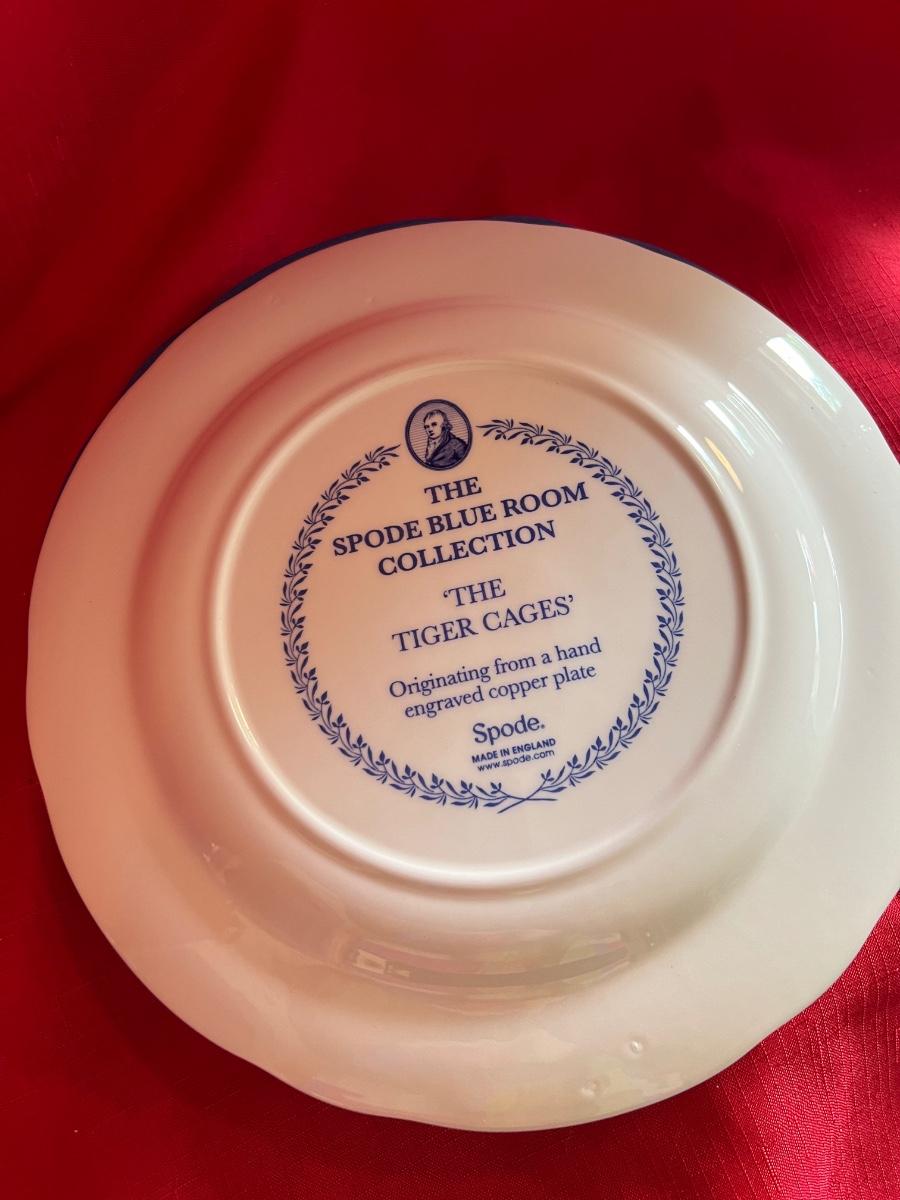 THE
SPODE BLUE ROOM
COLLECTION
‘THE
TIGER CAGES’
Originating from a hand
engraved copper plate
Spode.
MADE IN ENGLAND
www.spode.com